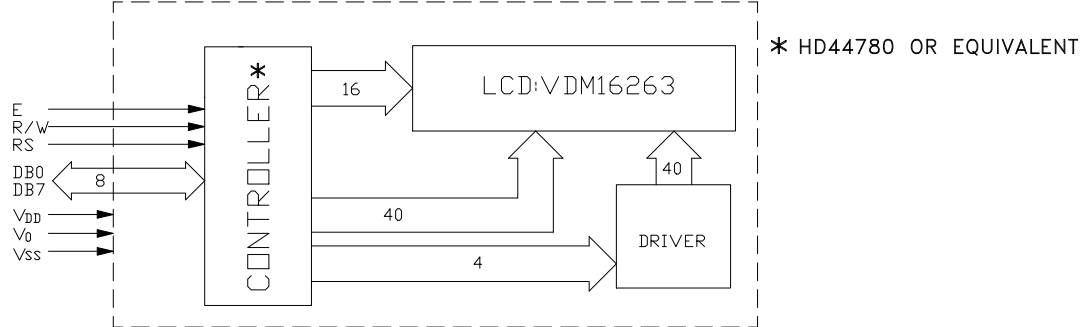 * HD44780 OR EQUIVALENT
CONTROLLER*
16
LCD:VDM16263
E
R/W
RS
DB0
DB7
8
40
40
DRIVER
4
VDD
V0
VSS